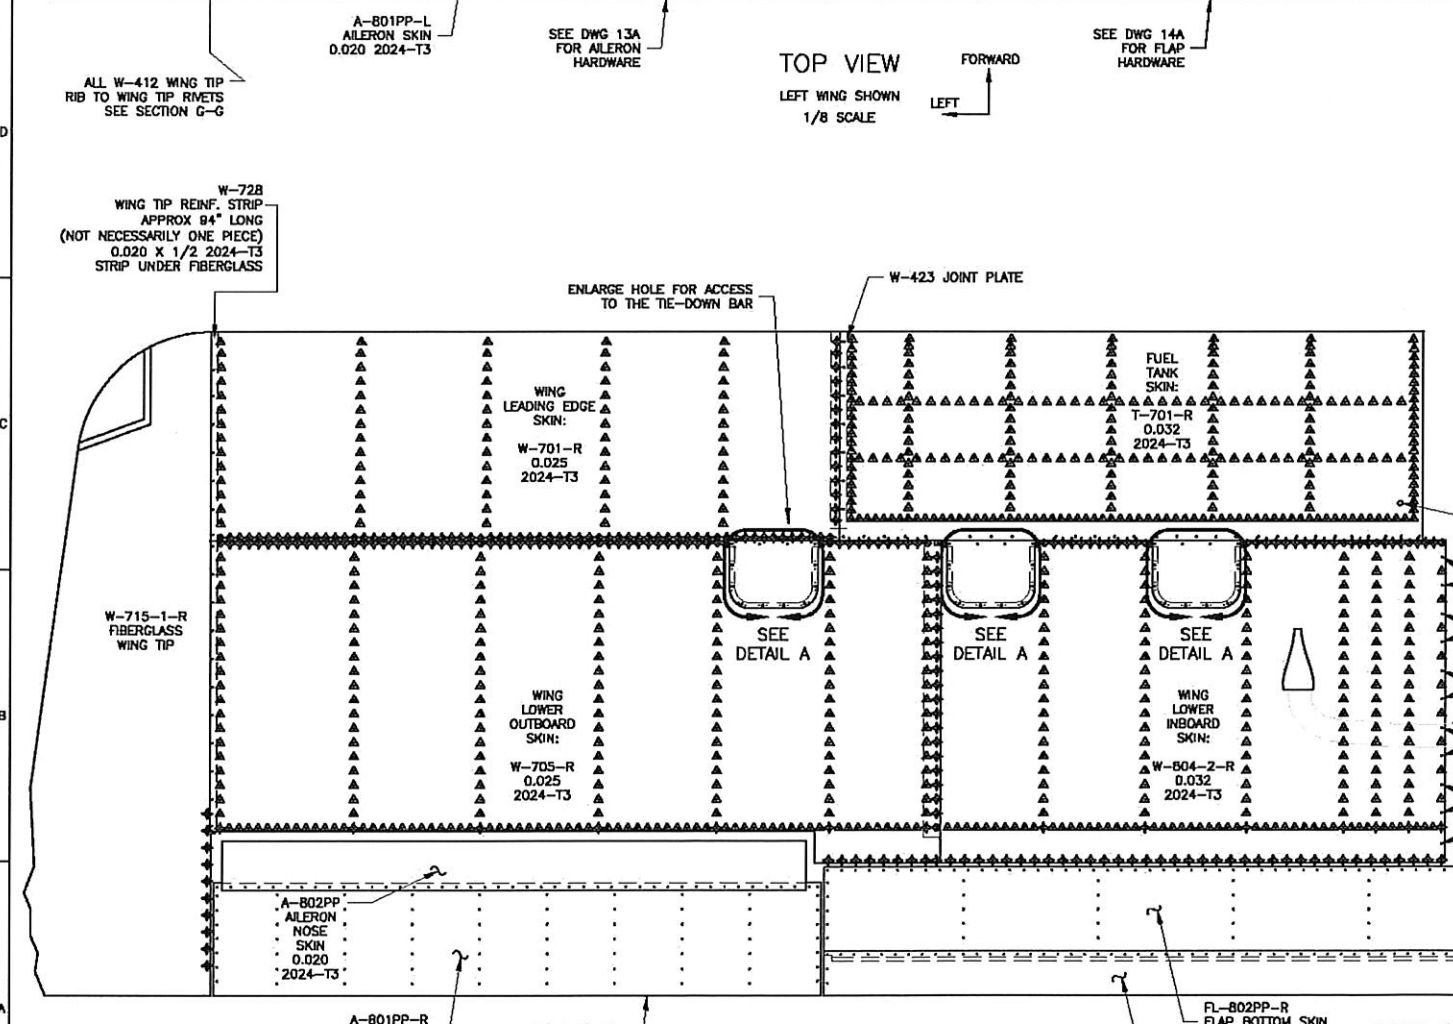 A-801PP-L
AILERON SKIN
0.020 2024-T3
SEE DWG 13A
FOR AILERON
HARDWARE
SEE DWG 14A
FOR FLAP
HARDWARE
TOP VIEW
LEFT WING SHOWN
1/8 SCALE
FORWARD
LEFT
ALL W-412 WING TIP
RIB TO WING TIP RIVETS
SEE SECTION G-G
D
W-728
WING TIP REINF. STRIP
APPROX 94" LONG
(NOT NECESSARILY ONE PIECE)
0.020 X 1/2 2024-T3
STRIP UNDER FIBERGLASS
ENLARGE HOLE FOR ACCESS
TO THE TIE-DOWN BAR
W-423 JOINT PLATE
WING
LEADING EDGE
SKIN:
W-701-R
0.025
2024-T3
FUEL
TANK
SKIN:
T-701-R
0.032
2024-T3
C
W-715-1-R
FIBERGLASS
WING TIP
SEE
DETAIL A
SEE
DETAIL A
SEE
DETAIL A
WING
LOWER
OUTBOARD
SKIN:
W-705-R
0.025
2024-T3
WING
LOWER
INBOARD
SKIN:
W-804-2-R
0.032
2024-T3
B
A-802PP
AILERON
NOSE
SKIN
0.020
2024-T3
A
A-801PP-R
FL-802PP-R
FLAP BOTTOM SKIN